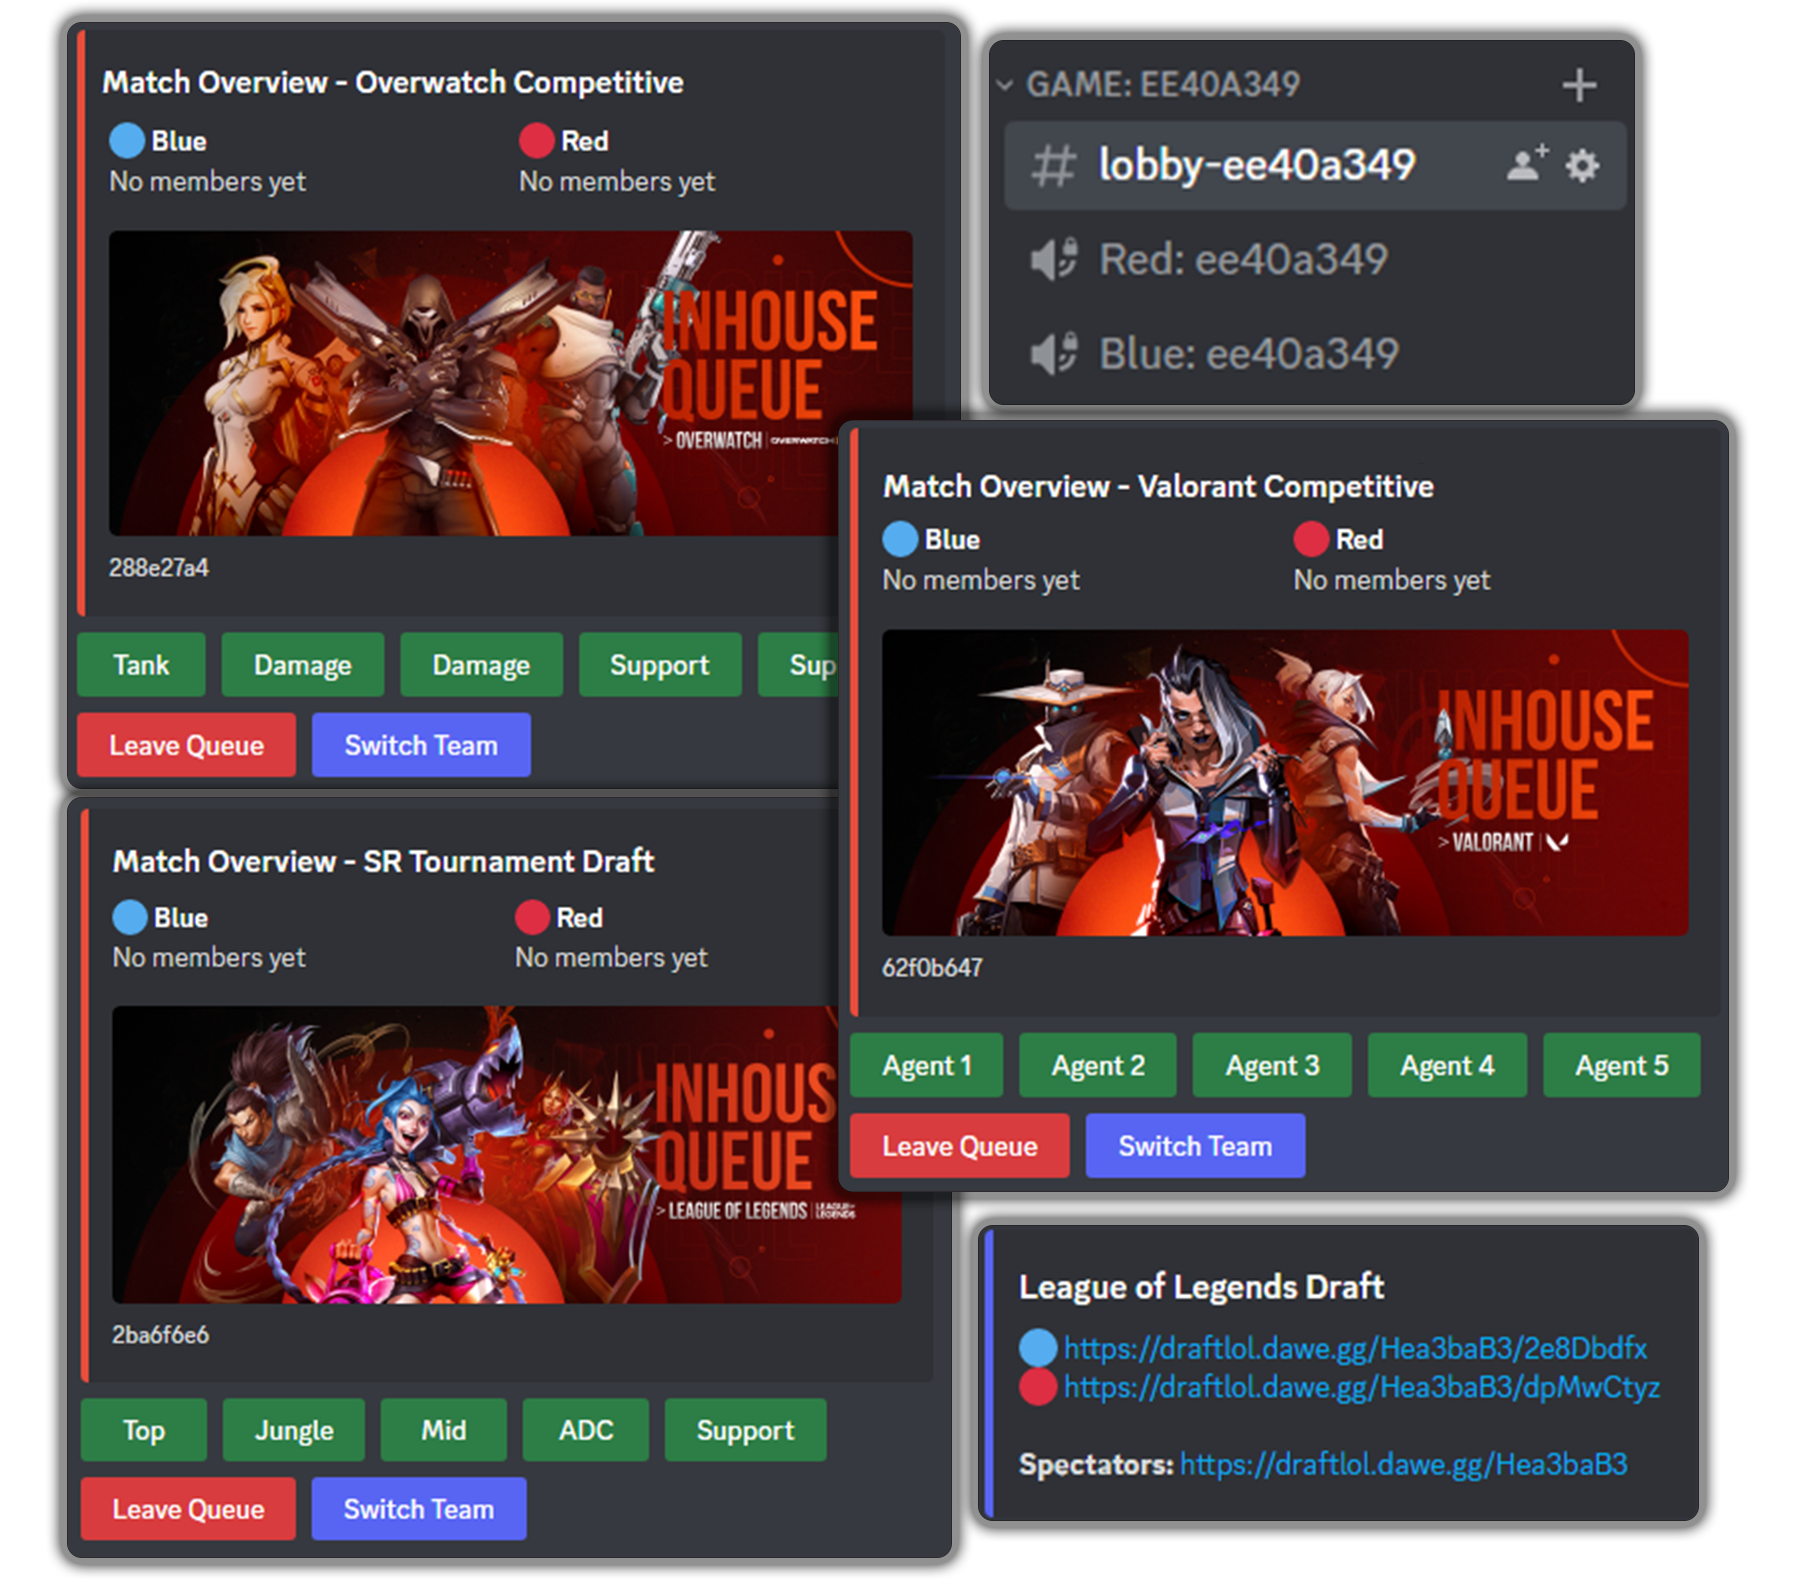 Match Overview - Overwatch Competitive
Blue
Red
No members yet
No members yet
INHOUSE
QUEUE
> OVERWATCH | OVERWATCH
288e27a4
Tank
Damage
Damage
Support
Sup
Leave Queue
Switch Team
GAME: EE40A349
lobby-ee40a349
Red: ee40a349
Blue: ee40a349
Match Overview - Valorant Competitive
Blue
Red
No members yet
No members yet
INHOUSE
QUEUE
> VALORANT |
62f0b647
Agent 1
Agent 2
Agent 3
Agent 4
Agent 5
Leave Queue
Switch Team
Match Overview - SR Tournament Draft
Blue
Red
No members yet
No members yet
INHOUS
QUEUE
> LEAGUE OF LEGENDS | LEAGUE OF LEGENDS
2ba6f6e6
Top
Jungle
Mid
ADC
Support
Leave Queue
Switch Team
League of Legends Draft
https://draftlol.dawe.gg/Hea3baB3/2e8Dbdfx
https://draftlol.dawe.gg/Hea3baB3/dpMwCtyz
Spectators: https://draftlol.dawe.gg/Hea3baB3